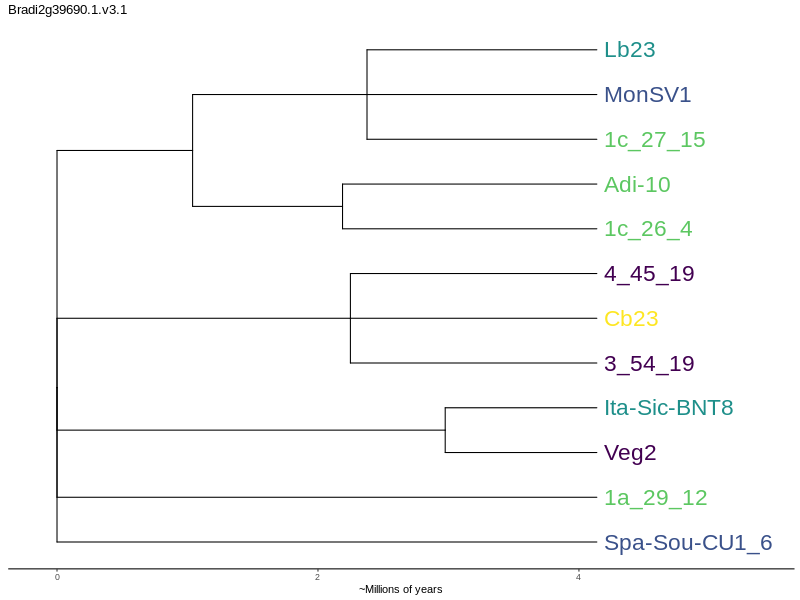 Bradi2g39690.1.v3.1
Lb23
MonSV1
1c_27_15
Adi-10
1c_26_4
4_45_19
Cb23
3_54_19
Ita-Sic-BNT8
Veg2
1a_29_12
Spa-Sou-CU1_6
0 2 4
~Millions of years